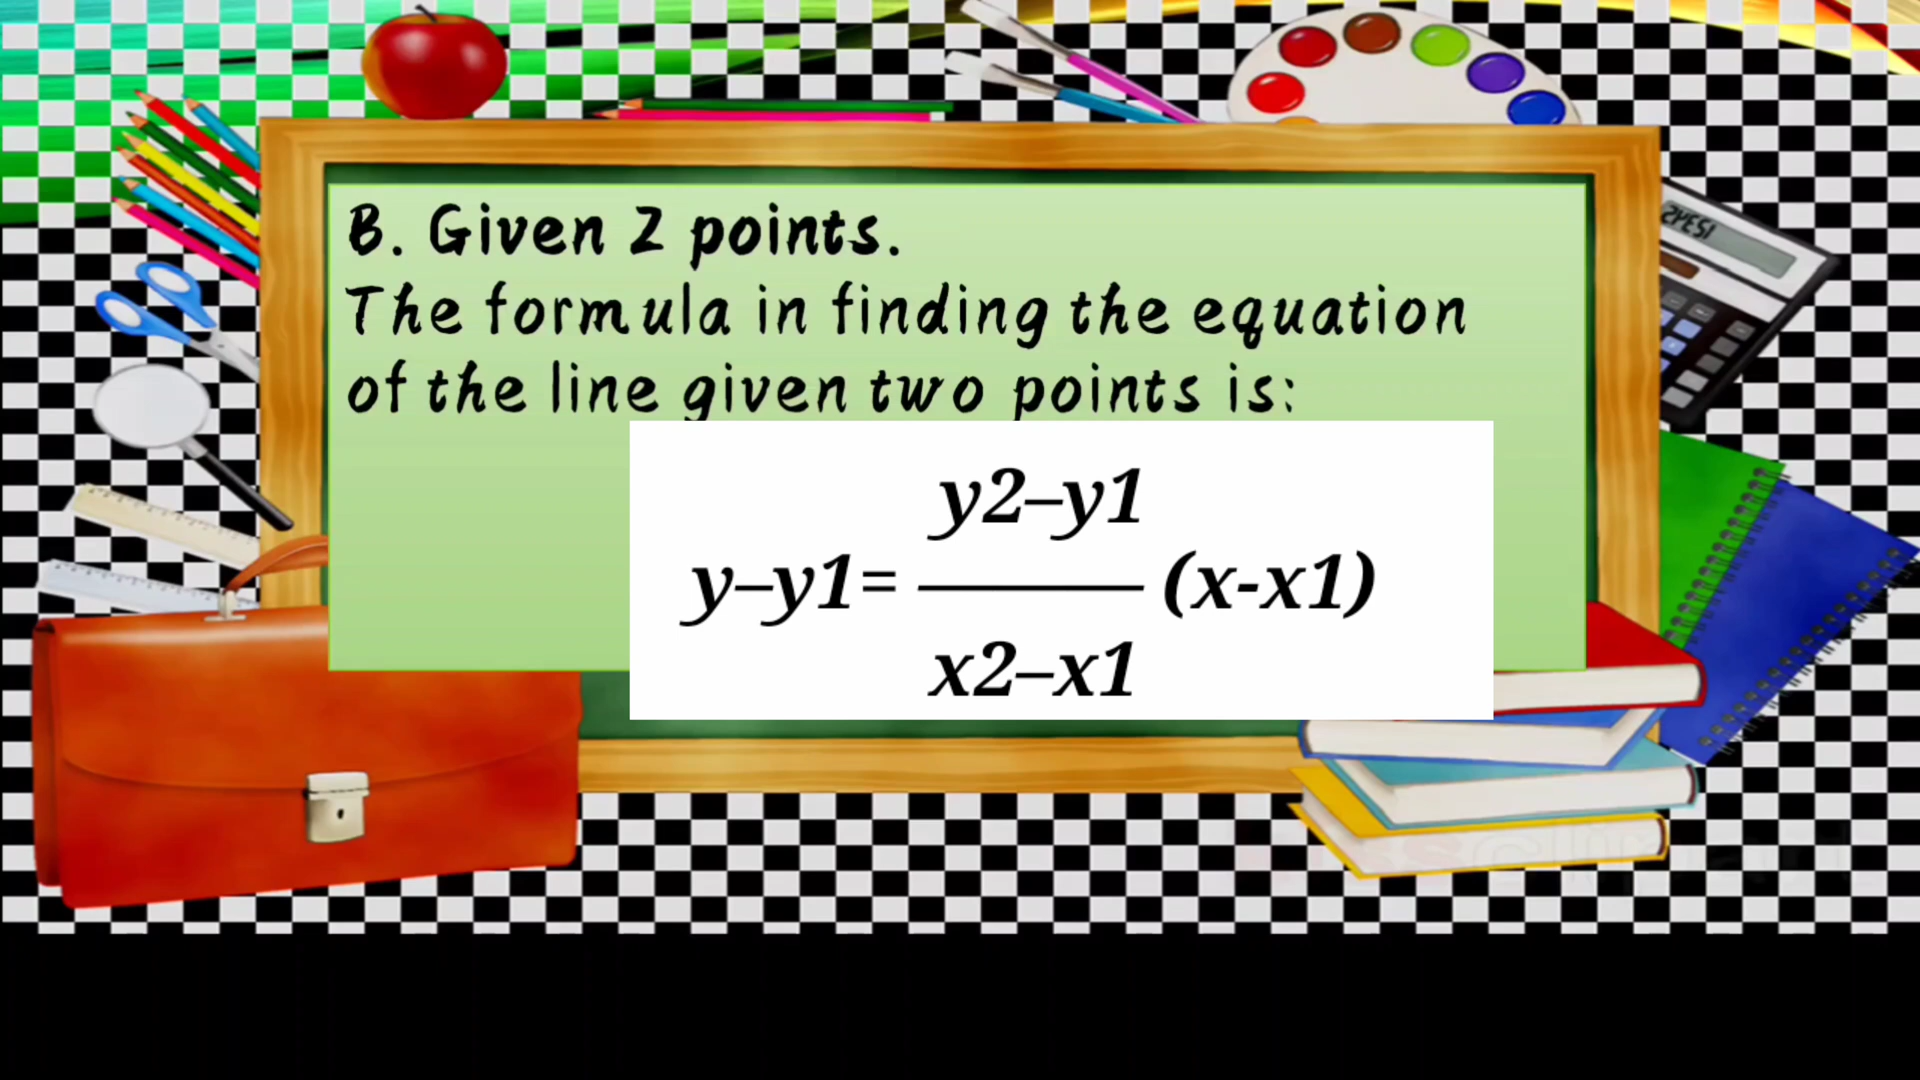 B. Given 2 points.
The formula in finding the equation
of the line given two points is:
y2–y1
y–y1= ――― (x-x1)
x2–x1